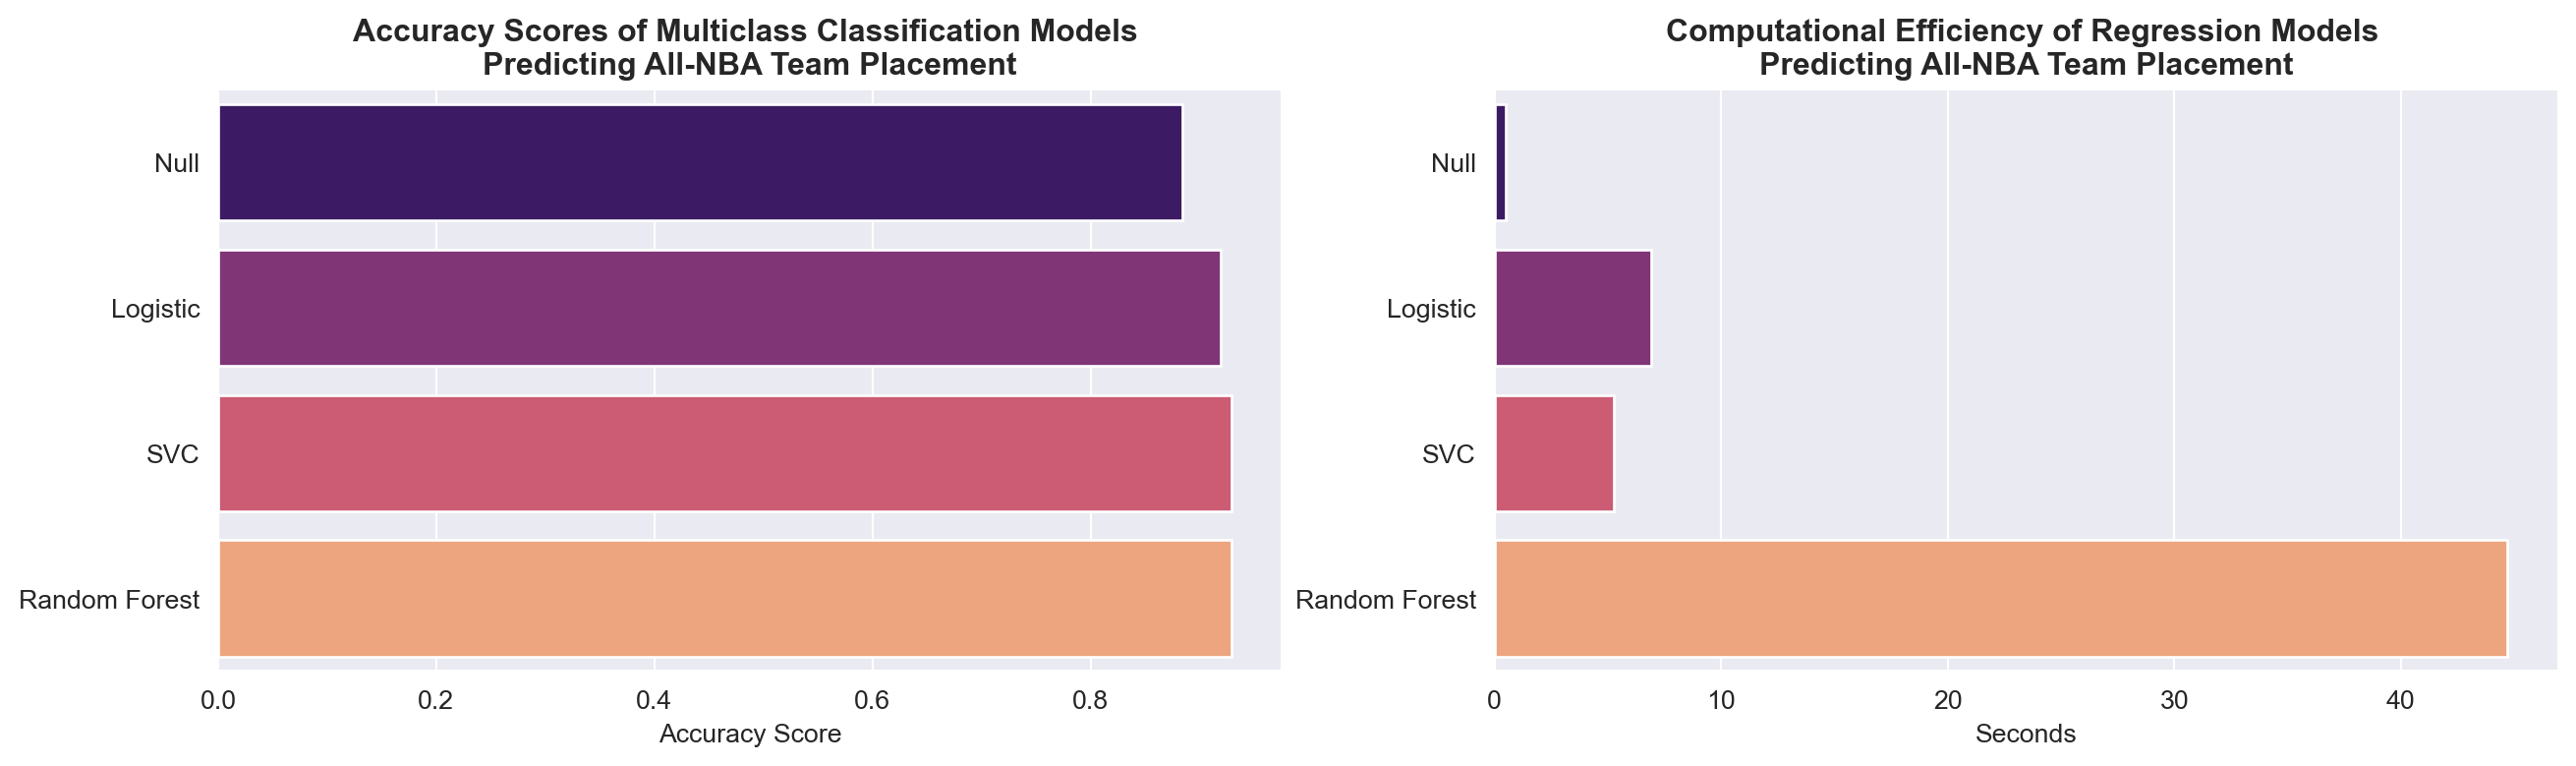 Accuracy Scores of Multiclass Classification Models
Predicting All-NBA Team Placement
Null
Logistic
SVC
Random Forest
0.0 0.2 0.4 0.6 0.8
Accuracy Score
Computational Efficiency of Regression Models
Predicting All-NBA Team Placement
Null
Logistic
SVC
Random Forest
0 10 20 30 40
Seconds